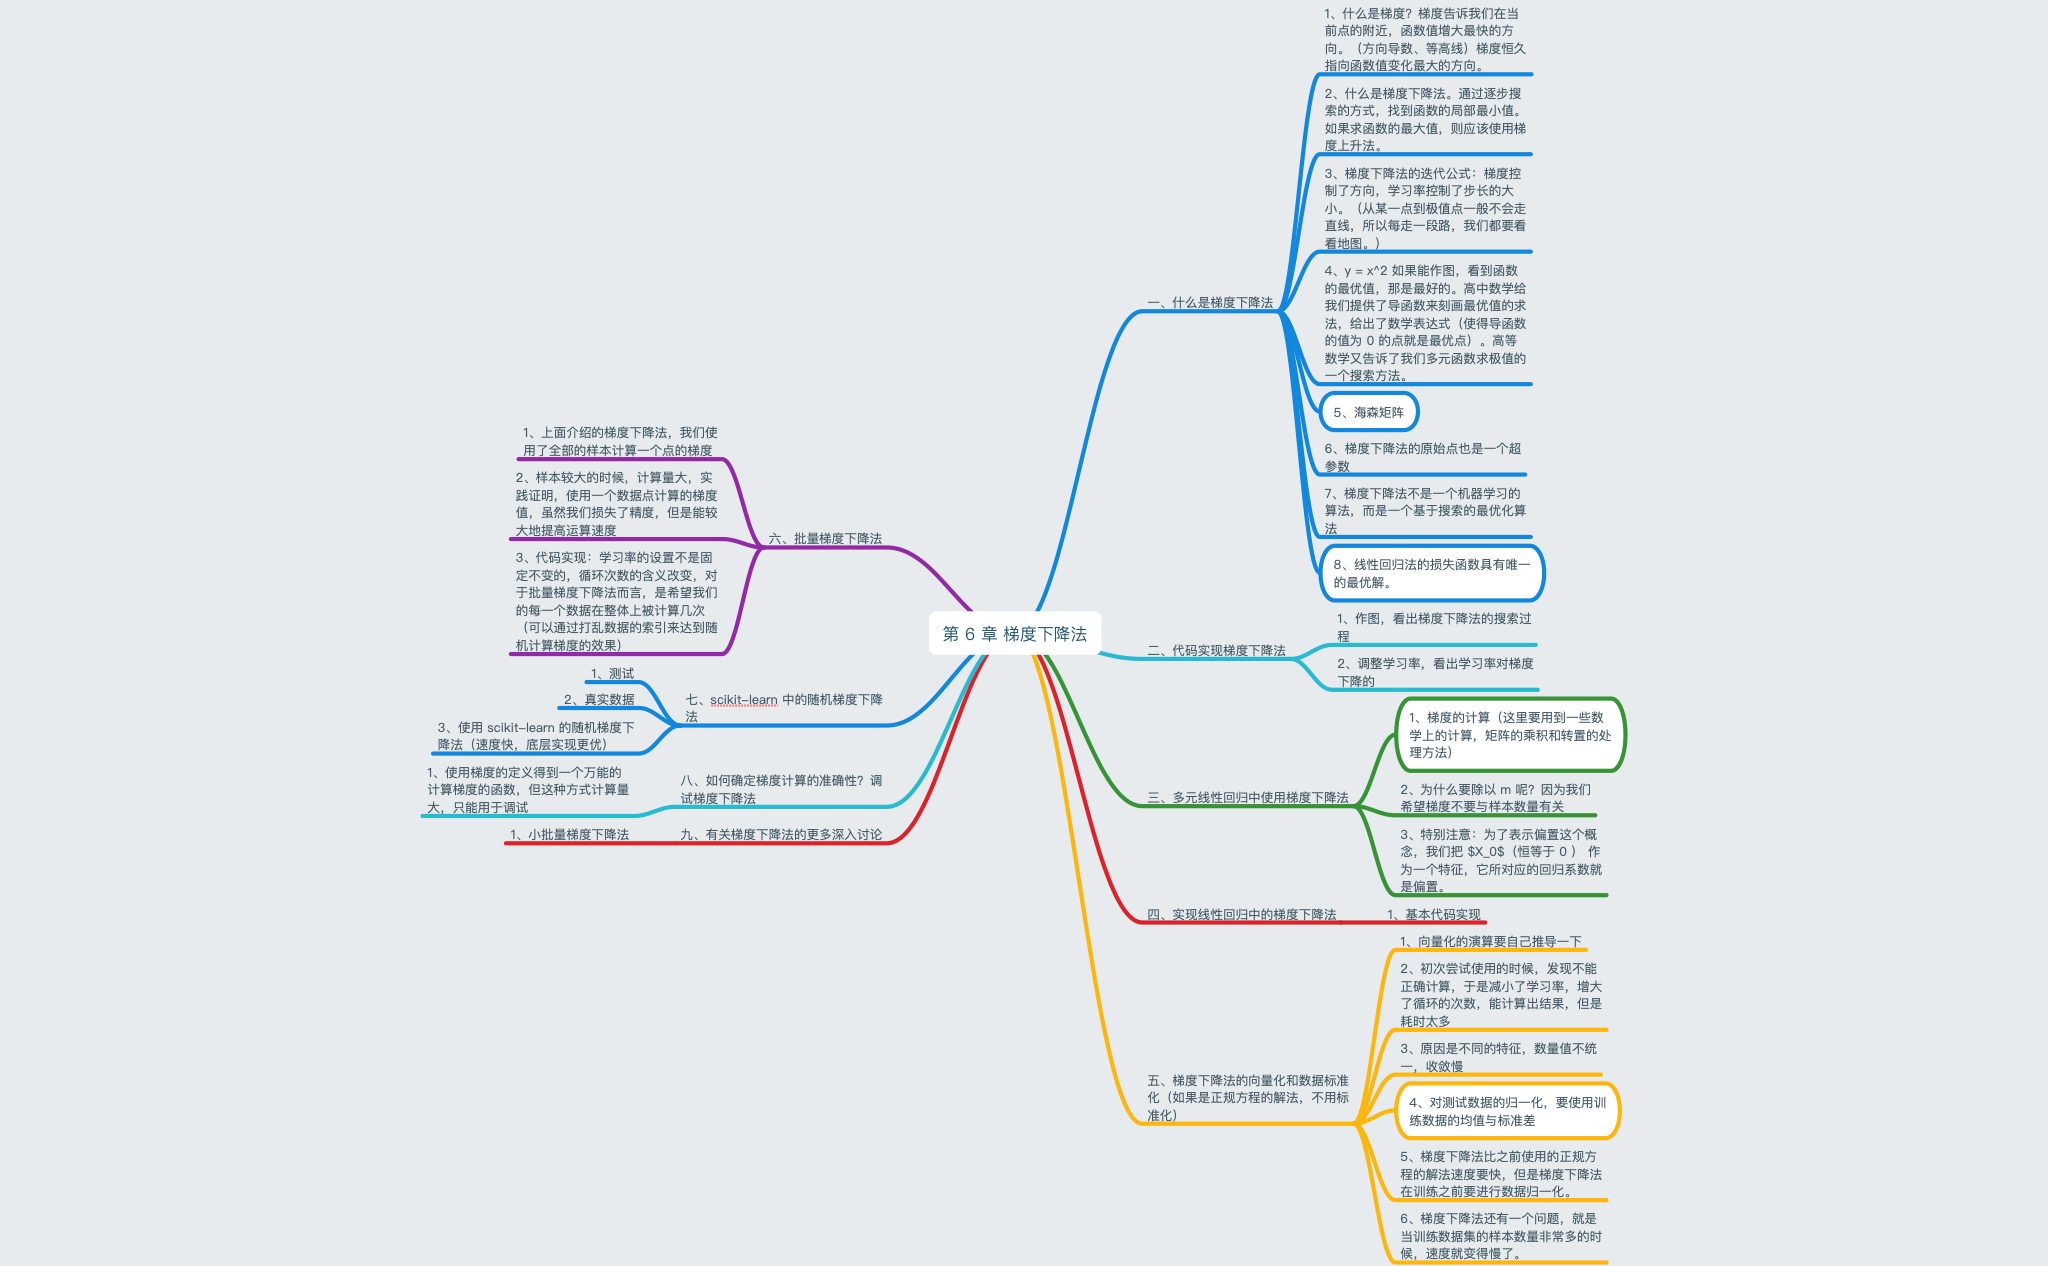 第 6 章 梯度下降法
一、什么是梯度下降法
1、什么是梯度？梯度告诉我们在当
前点的附近，函数值增大最快的方
向。（方向导数、等高线）梯度恒久
指向函数值变化最大的方向。
2、什么是梯度下降法。通过逐步搜
索的方式，找到函数的局部最小值。
如果求函数的最大值，则应该使用梯
度上升法。
3、梯度下降法的迭代公式：梯度控
制了方向，学习率控制了步长的大
小。（从某一点到极值点一般不会走
直线，所以每走一段路，我们都要看
看地图。）
4、y = x^2 如果能作图，看到函数
的最优值，那是最好的。高中数学给
我们提供了导函数来刻画最优值的求
法，给出了数学表达式（使得导函数
的值为 0 的点就是最优点）。高等
数学又告诉了我们多元函数求极值的
一个搜索方法。
5、海森矩阵
6、梯度下降法的原始点也是一个超
参数
7、梯度下降法不是一个机器学习的
算法，而是一个基于搜索的最优化算
法
8、线性回归法的损失函数具有唯一
的最优解。
二、代码实现梯度下降法
1、作图，看出梯度下降法的搜索过
程
2、调整学习率，看出学习率对梯度
下降的
三、多元线性回归中使用梯度下降法
1、梯度的计算（这里要用到一些数
学上的计算，矩阵的乘积和转置的处
理方法）
2、为什么要除以 m 呢？因为我们
希望梯度不要与样本数量有关
3、特别注意：为了表示偏置这个概
念，我们把 $X_0$（恒等于 0 ） 作
为一个特征，它所对应的回归系数就
是偏置。
四、实现线性回归中的梯度下降法
1、基本代码实现
五、梯度下降法的向量化和数据标准
化（如果是正规方程的解法，不用标
准化）
1、向量化的演算要自己推导一下
2、初次尝试使用的时候，发现不能
正确计算，于是减小了学习率，增大
了循环的次数，能计算出结果，但是
耗时太多
3、原因是不同的特征，数量值不统
一，收敛慢
4、对测试数据的归一化，要使用训
练数据的均值与标准差
5、梯度下降法比之前使用的正规方
程的解法速度要快，但是梯度下降法
在训练之前要进行数据归一化。
6、梯度下降法还有一个问题，就是
当训练数据集的样本数量非常多的时
候，速度就变得慢了。
六、批量梯度下降法
1、上面介绍的梯度下降法，我们使
用了全部的样本计算一个点的梯度
2、样本较大的时候，计算量大，实
践证明，使用一个数据点计算的梯度
值，虽然我们损失了精度，但是能较
大地提高运算速度
3、代码实现：学习率的设置不是固
定不变的，循环次数的含义改变，对
于批量梯度下降法而言，是希望我们
的每一个数据在整体上被计算几次
（可以通过打乱数据的索引来达到随
机计算梯度的效果）
七、scikit-learn 中的随机梯度下降
法
1、测试
2、真实数据
3、使用 scikit-learn 的随机梯度下
降法（速度快，底层实现更优）
八、如何确定梯度计算的准确性？调
试梯度下降法
1、使用梯度的定义得到一个万能的
计算梯度的函数，但这种方式计算量
大，只能用于调试
九、有关梯度下降法的更多深入讨论
1、小批量梯度下降法